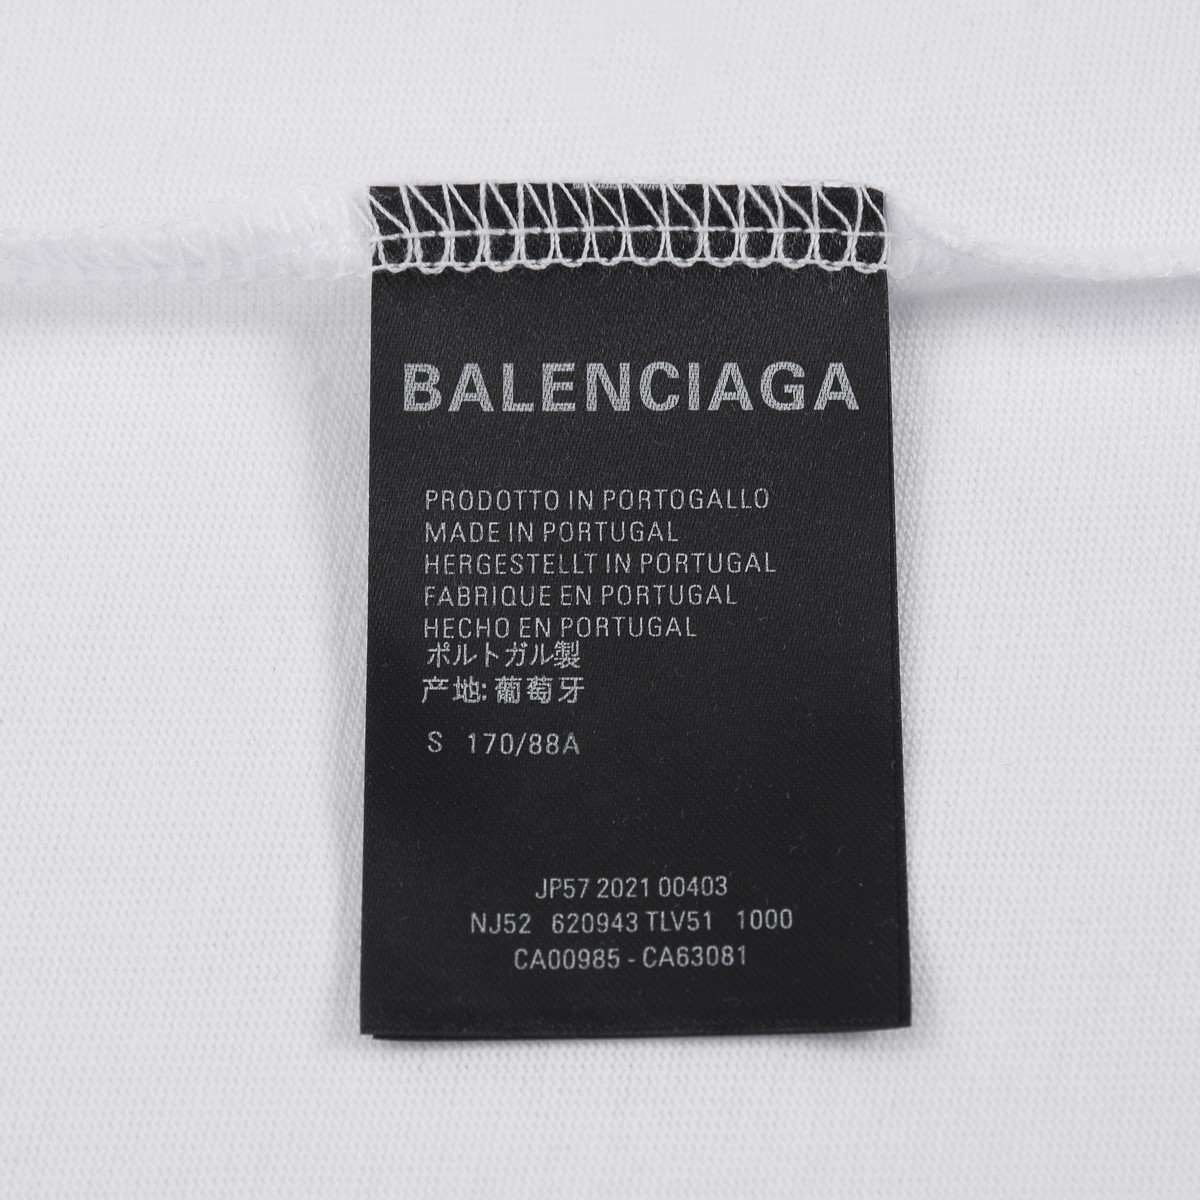 BALENCIAGA
PRODOTTO IN PORTOGALLO
MADE IN PORTUGAL
HERGESTELLT IN PORTUGAL
FABRIQUE EN PORTUGAL
HECHO EN PORTUGAL
ポルトガル製
产地: 葡萄牙
S 170/88A
JP57 2021 00403
NJ52 620943 TLV51 1000
CA00985 - CA63081